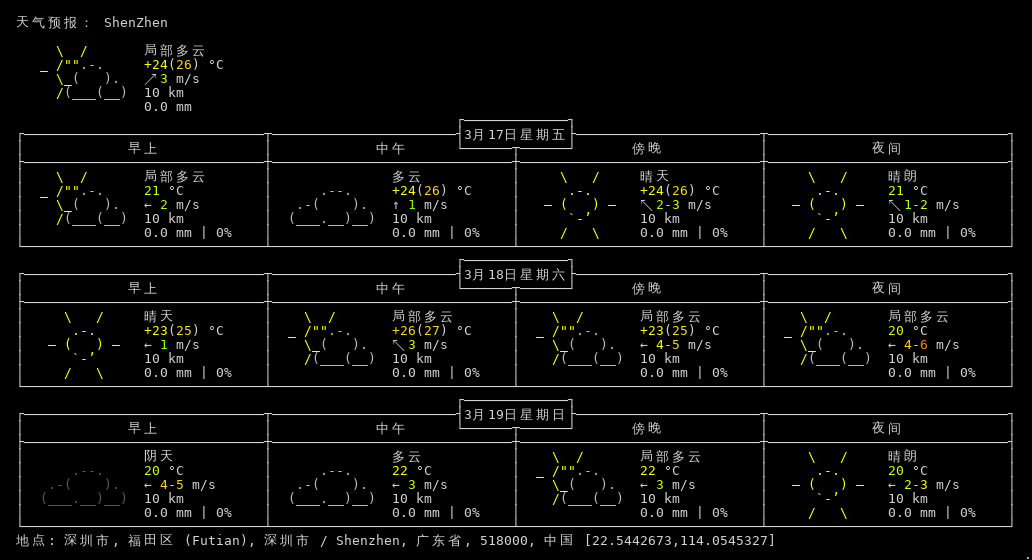 天气预报： ShenZhen
局部多云
+24(26) °C
↗3 m/s
10 km
0.0 mm
3月17日星期五
早上 中午 傍晚 夜间
局部多云 多云 晴天 晴朗
21 °C +24(26) °C +24(26) °C 21 °C
← 2 m/s ↑ 1 m/s ↖2-3 m/s ↖1-2 m/s
10 km 10 km 10 km 10 km
0.0 mm | 0% 0.0 mm | 0% 0.0 mm | 0% 0.0 mm | 0%
3月18日星期六
早上 中午 傍晚 夜间
晴天 局部多云 局部多云 局部多云
+23(25) °C +26(27) °C +23(25) °C 20 °C
← 1 m/s ↖3 m/s ← 4-5 m/s ← 4-6 m/s
10 km 10 km 10 km 10 km
0.0 mm | 0% 0.0 mm | 0% 0.0 mm | 0% 0.0 mm | 0%
3月19日星期日
早上 中午 傍晚 夜间
阴天 多云 局部多云 晴朗
20 °C 22 °C 22 °C 20 °C
← 4-5 m/s ← 3 m/s ← 3 m/s ← 2-3 m/s
10 km 10 km 10 km 10 km
0.0 mm | 0% 0.0 mm | 0% 0.0 mm | 0% 0.0 mm | 0%
地点: 深圳市, 福田区 (Futian), 深圳市 / Shenzhen, 广东省, 518000, 中国 [22.5442673,114.0545327]